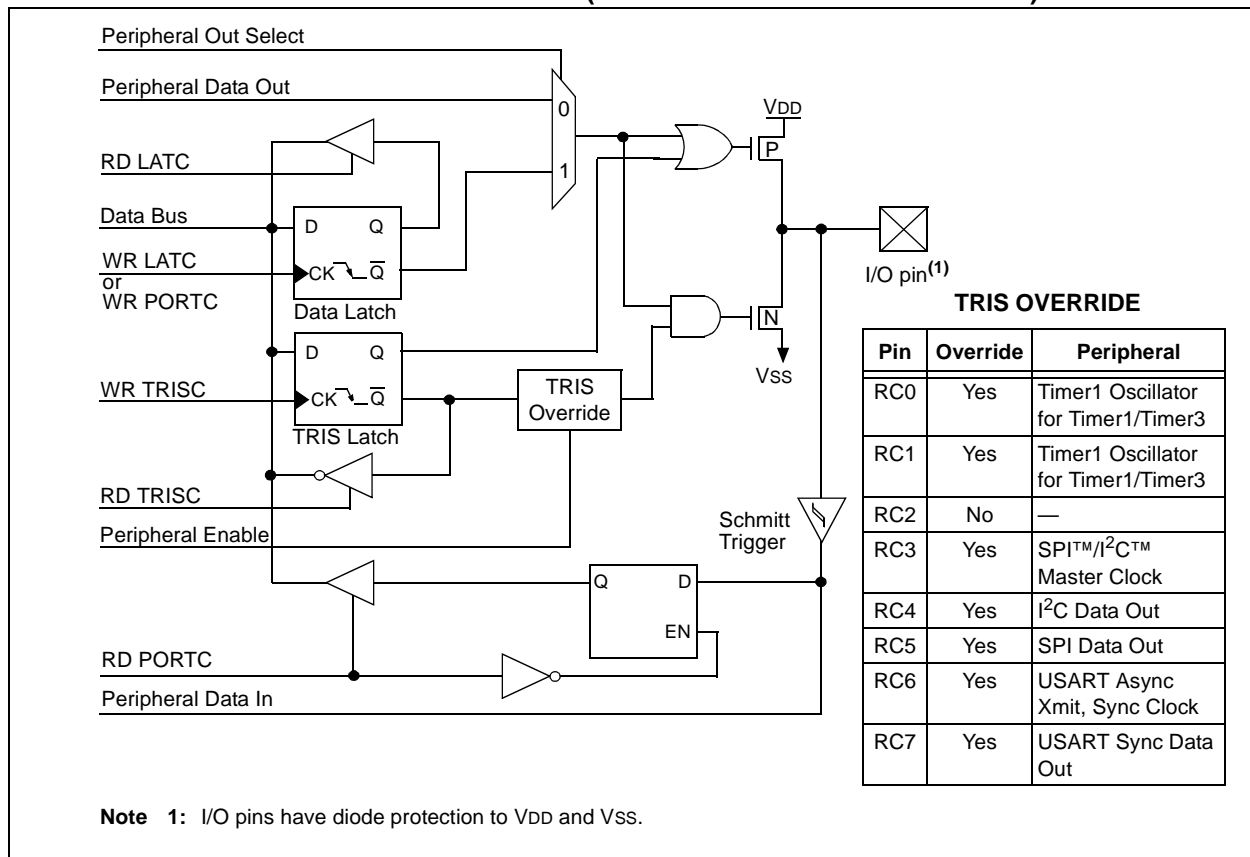 Peripheral Out Select
Peripheral Data Out
0
1
VDD
P
RD LATC
Data Bus
D Q
WR LATC
or
WR PORTC
CK Q
Data Latch
I/O pin(1)
N
VSS
D Q
WR TRISC
CK Q
TRIS Latch
TRIS
Override
RD TRISC
Peripheral Enable
Schmitt
Trigger
Q D
EN
RD PORTC
Peripheral Data In
TRIS OVERRIDE
Pin Override Peripheral
RC0 Yes Timer1 Oscillator
for Timer1/Timer3
RC1 Yes Timer1 Oscillator
for Timer1/Timer3
RC2 No —
RC3 Yes SPI™/I²C™
Master Clock
RC4 Yes I²C Data Out
RC5 Yes SPI Data Out
RC6 Yes USART Async
Xmit, Sync Clock
RC7 Yes USART Sync Data
Out
Note 1: I/O pins have diode protection to VDD and VSS.